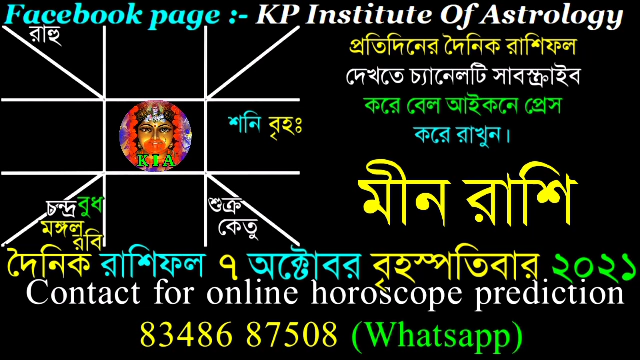 Facebook page :- KP Institute Of Astrology
রাহু
প্রতিদিনের দৈনিক রাশিফল
দেখতে চ্যানেলটি সাবস্ক্রাইব
করে বেল আইকনে প্রেস
করে রাখুন।
শনি বৃহঃ
KIA
মীন রাশি
চন্দ্র বুধ
মঙ্গল রবি
শুক্র
কেতু
দৈনিক রাশিফল ৭ অক্টোবর বৃহস্পতিবার ২০২১
Contact for online horoscope prediction
83486 87508 (Whatsapp)